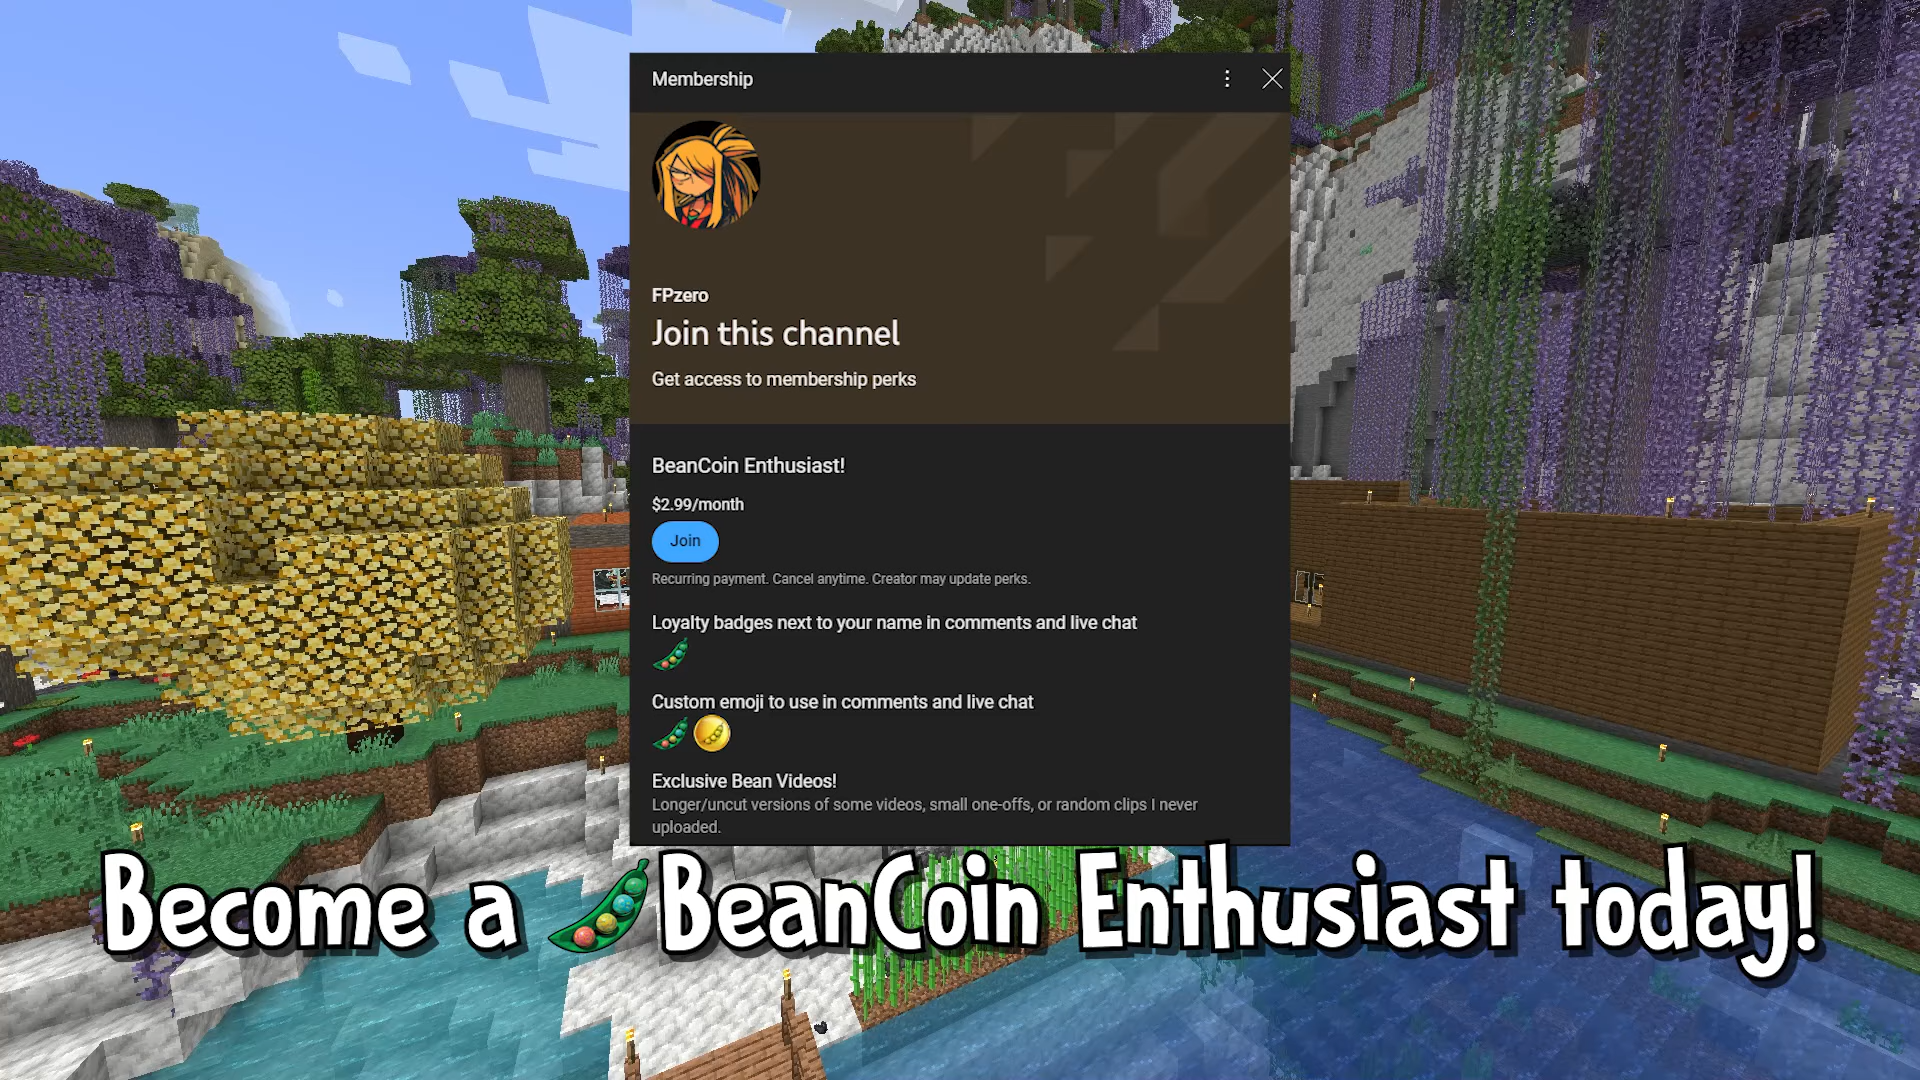 Membership
FPzero
Join this channel
Get access to membership perks
BeanCoin Enthusiast!
$2.99/month
Join
Recurring payment. Cancel anytime. Creator may update perks.
Loyalty badges next to your name in comments and live chat
Custom emoji to use in comments and live chat
Exclusive Bean Videos!
Longer/uncut versions of some videos, small one-offs, or random clips I never
uploaded.
Become a BeanCoin Enthusiast today!